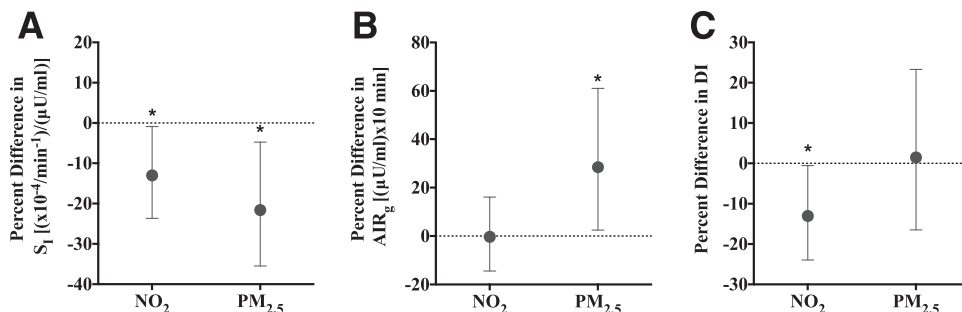 A
Percent Difference in
S_I [(x10⁻⁴/min⁻¹)/(μU/ml)]
20
10
0
-10
-20
-30
-40
*
*
NO₂
PM₂.₅
B
Percent Difference in
AIR_g [(μU/ml)x10 min]
80
60
40
20
0
-20
*
NO₂
PM₂.₅
C
Percent Difference in DI
30
20
10
0
-10
-20
-30
*
NO₂
PM₂.₅